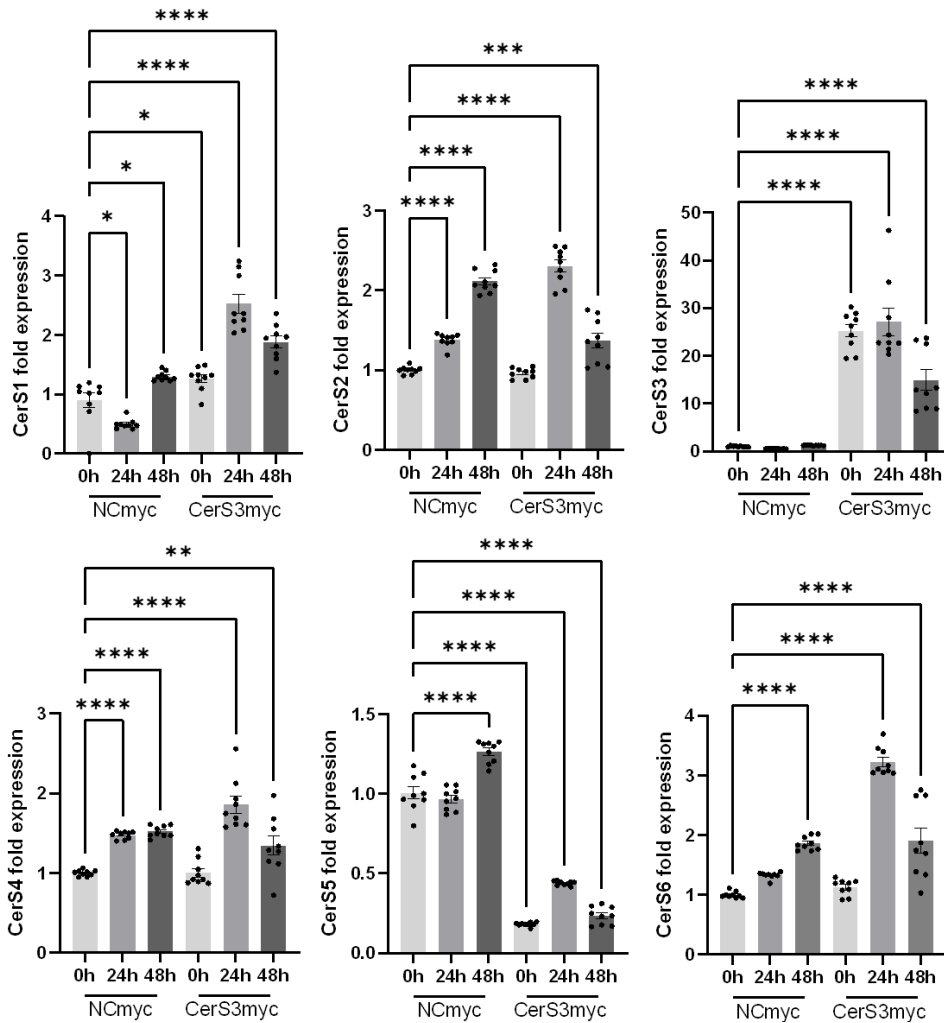 ****
****
*
*
*
CerS1 fold expression
4
3
2
1
0
0h 24h 48h 0h 24h 48h
NCmyc CerS3myc
***
****
****
****
CerS2 fold expression
3
2
1
0
0h 24h 48h 0h 24h 48h
NCmyc CerS3myc
****
****
****
CerS3 fold expression
50
40
30
20
10
0
0h 24h 48h 0h 24h 48h
NCmyc CerS3myc
**
****
****
****
CerS4 fold expression
3
2
1
0
0h 24h 48h 0h 24h 48h
NCmyc CerS3myc
****
****
****
****
CerS5 fold expression
1.5
1.0
0.5
0.0
0h 24h 48h 0h 24h 48h
NCmyc CerS3myc
****
****
****
CerS6 fold expression
6
4
3
2
1
0
0h 24h 48h 0h 24h 48h
NCmyc CerS3myc